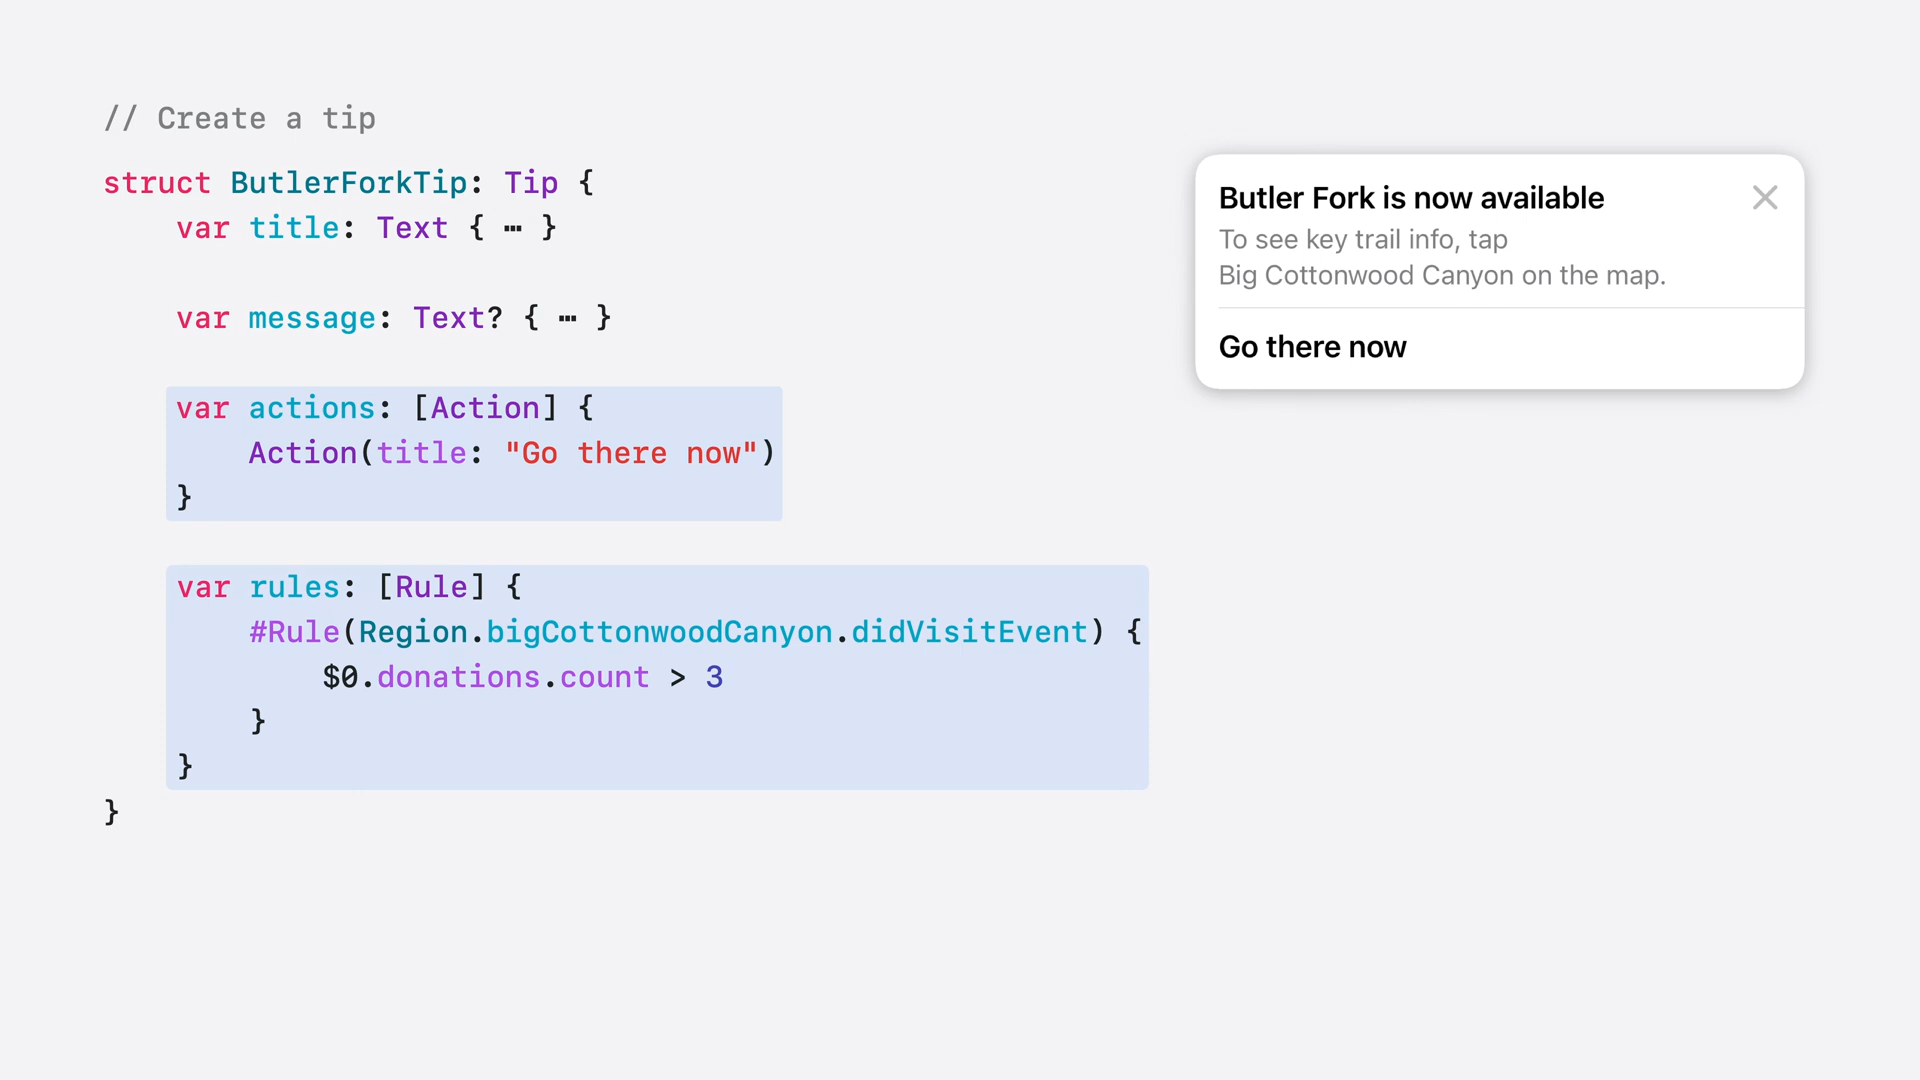 // Create a tip
struct ButlerForkTip: Tip {
    var title: Text { ⋯ }
    var message: Text? { ⋯ }
    var actions: [Action] {
        Action(title: "Go there now")
    }
    var rules: [Rule] {
        #Rule(Region.bigCottonwoodCanyon.didVisitEvent) {
            $0.donations.count > 3
        }
    }
}
Butler Fork is now available
To see key trail info, tap
Big Cottonwood Canyon on the map.
Go there now